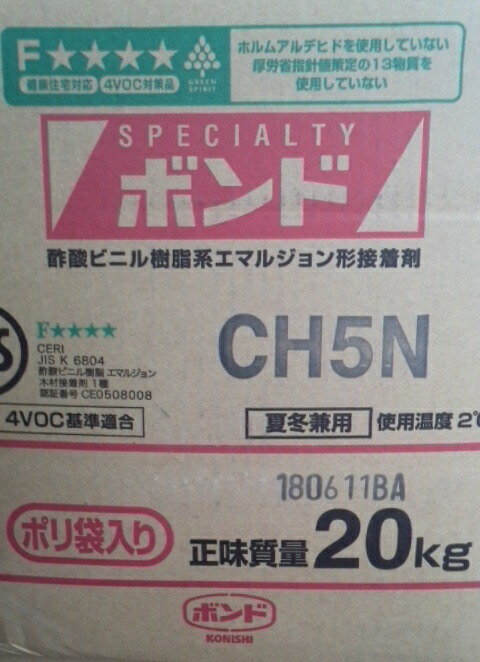 F★★★★
健康住宅対応 4VOC対策品
GREEN SPIRIT
ホルムアルデヒドを使用していない
厚労省指針値策定の13物質を
使用していない
SPECIALTY
ボンド
酢酸ビニル樹脂系エマルジョン形接着剤
S
F★★★★
CERI
JIS K 6804
酢酸ビニル樹脂 エマルジョン
木材接着剤 1種
認証番号 CE0508008
CH5N
4VOC基準適合
夏冬兼用 使用温度 2℃
180611BA
ポリ袋入り
正味質量 20kg
ボンド
KONISHI